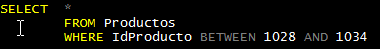 SELECT *
FROM Productos
WHERE IdProducto BETWEEN 1028 AND 1034